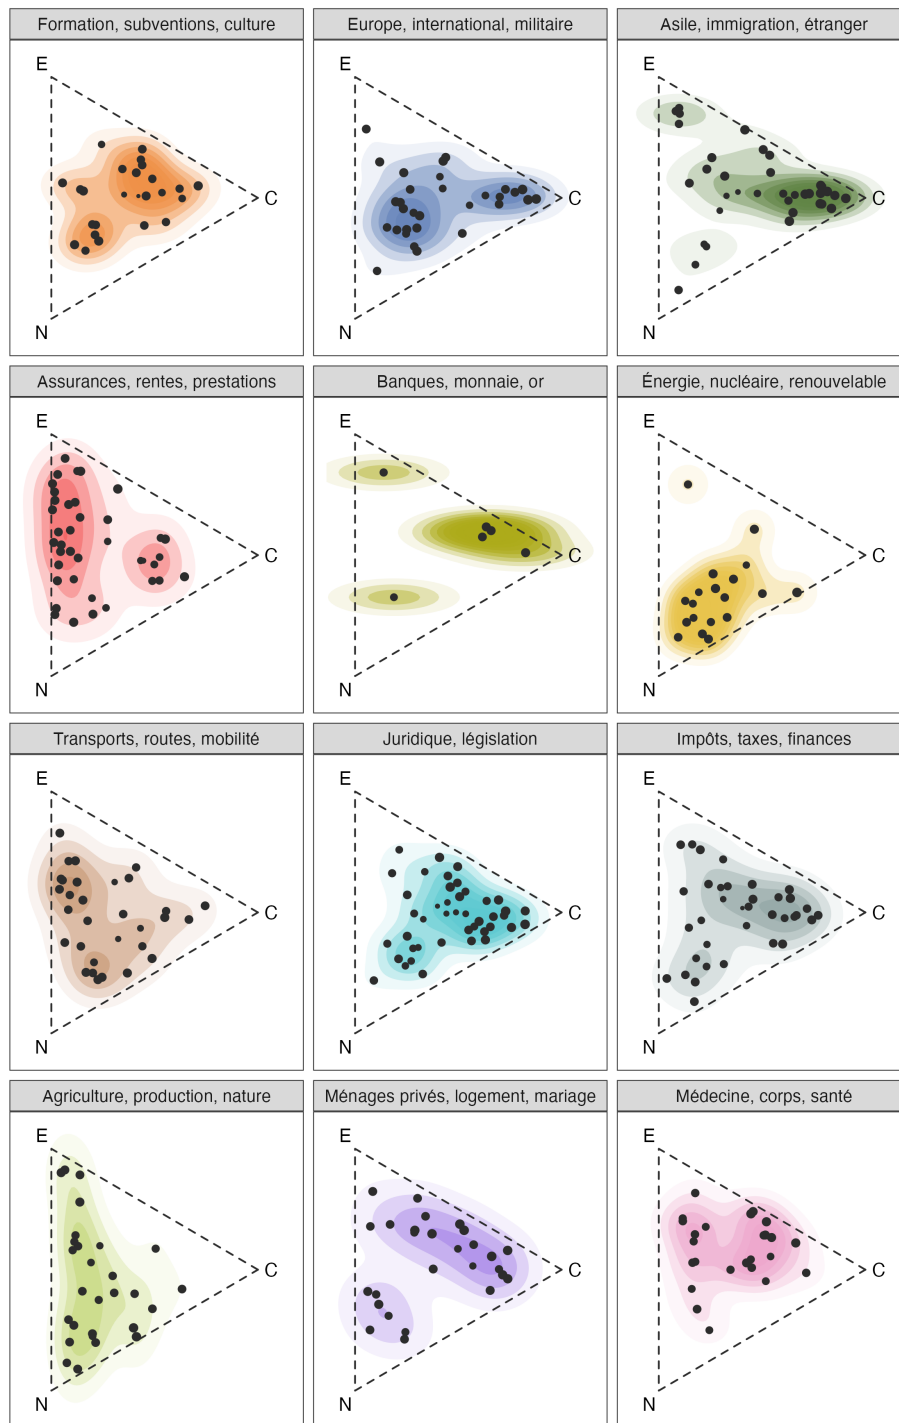 Formation, subventions, culture
Europe, international, militaire
Asile, immigration, étranger
E
E
E
C
C
C
N
N
N
Assurances, rentes, prestations
Banques, monnaie, or
Énergie, nucléaire, renouvelable
E
E
E
C
C
C
N
N
N
Transports, routes, mobilité
Juridique, législation
Impôts, taxes, finances
E
E
E
C
C
C
N
N
N
Agriculture, production, nature
Ménages privés, logement, mariage
Médecine, corps, santé
E
E
E
C
C
C
N
N
N